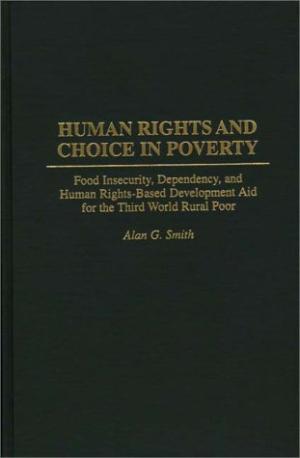 HUMAN RIGHTS AND
CHOICE IN POVERTY
Food Insecurity, Dependency, and
Human Rights-Based Development Aid
for the Third World Rural Poor
Alan G. Smith